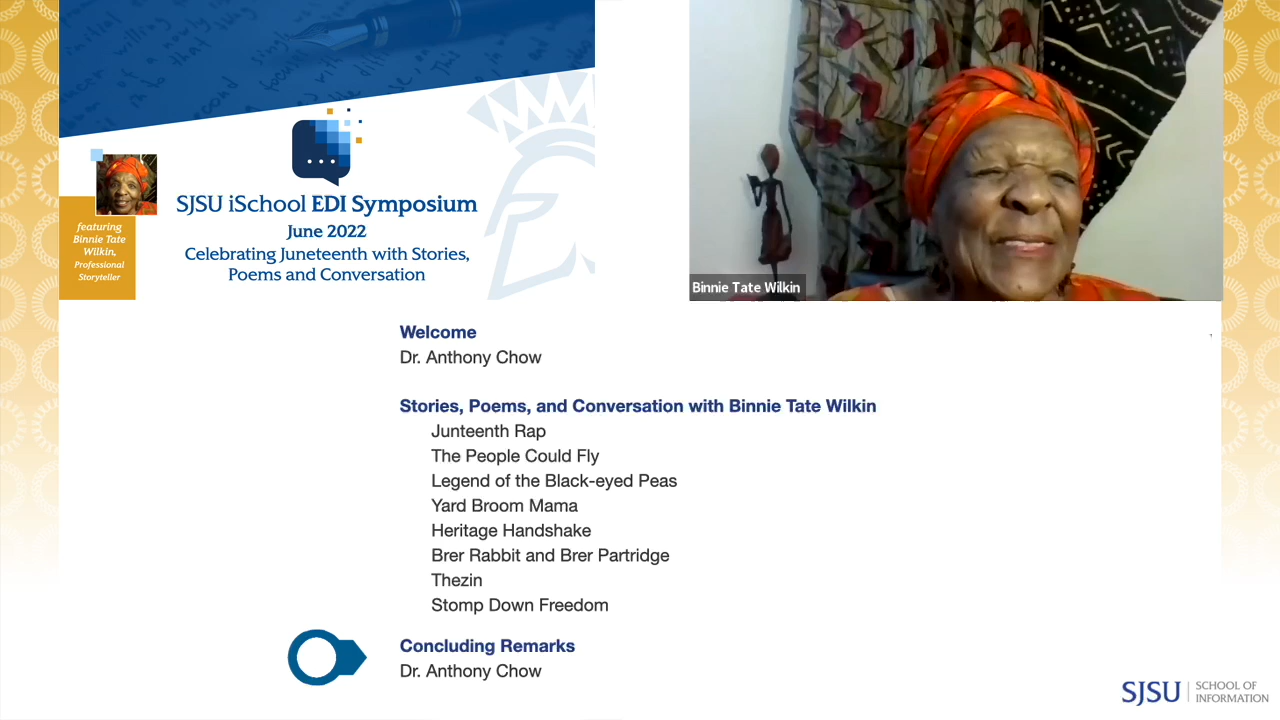 featuring
Binnie Tate
Wilkin,
Professional
Storyteller
SJSU iSchool EDI Symposium
June 2022
Celebrating Juneteenth with Stories,
Poems and Conversation
Binnie Tate Wilkin
Welcome
Dr. Anthony Chow
Stories, Poems, and Conversation with Binnie Tate Wilkin
Junteenth Rap
The People Could Fly
Legend of the Black-eyed Peas
Yard Broom Mama
Heritage Handshake
Brer Rabbit and Brer Partridge
Thezin
Stomp Down Freedom
Concluding Remarks
Dr. Anthony Chow
SJSU | SCHOOL OF
INFORMATION